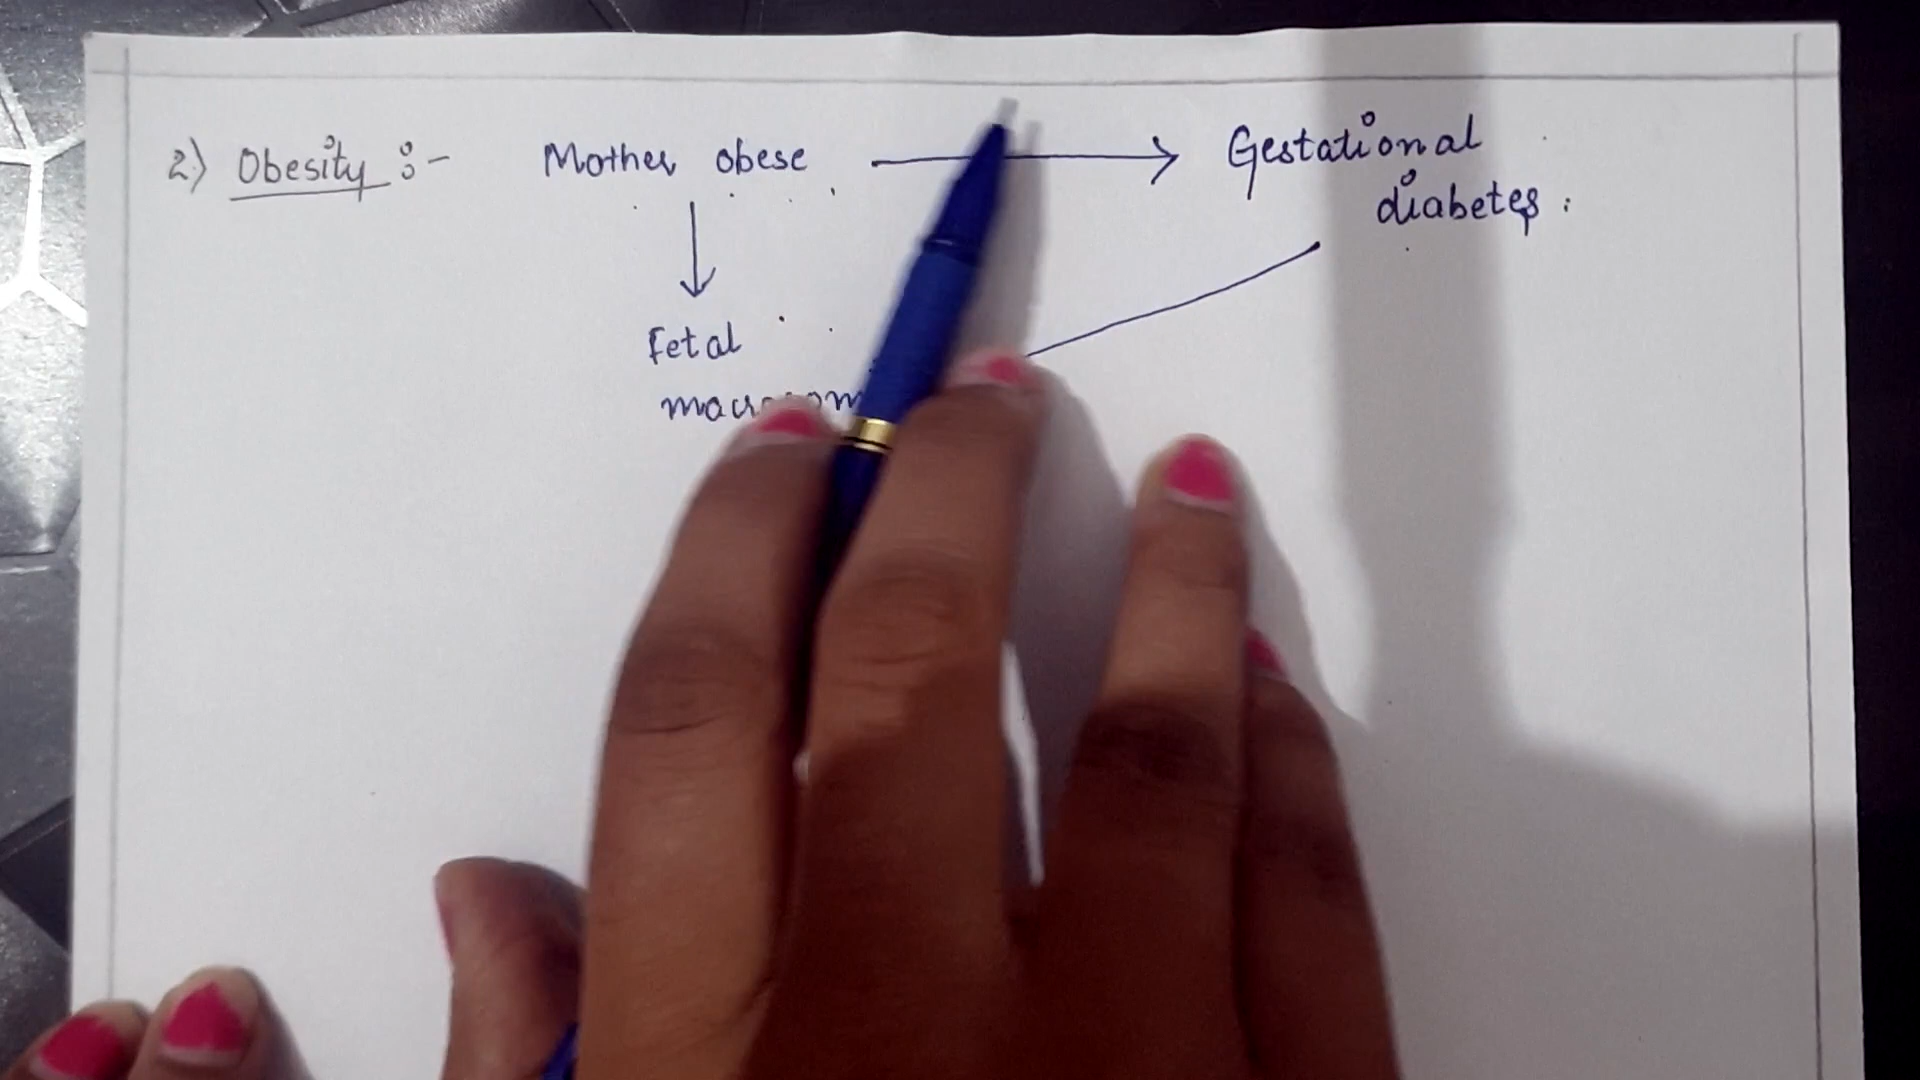 2.) Obesity :- Mother obese → Gestational
diabetes :
↓
Fetal